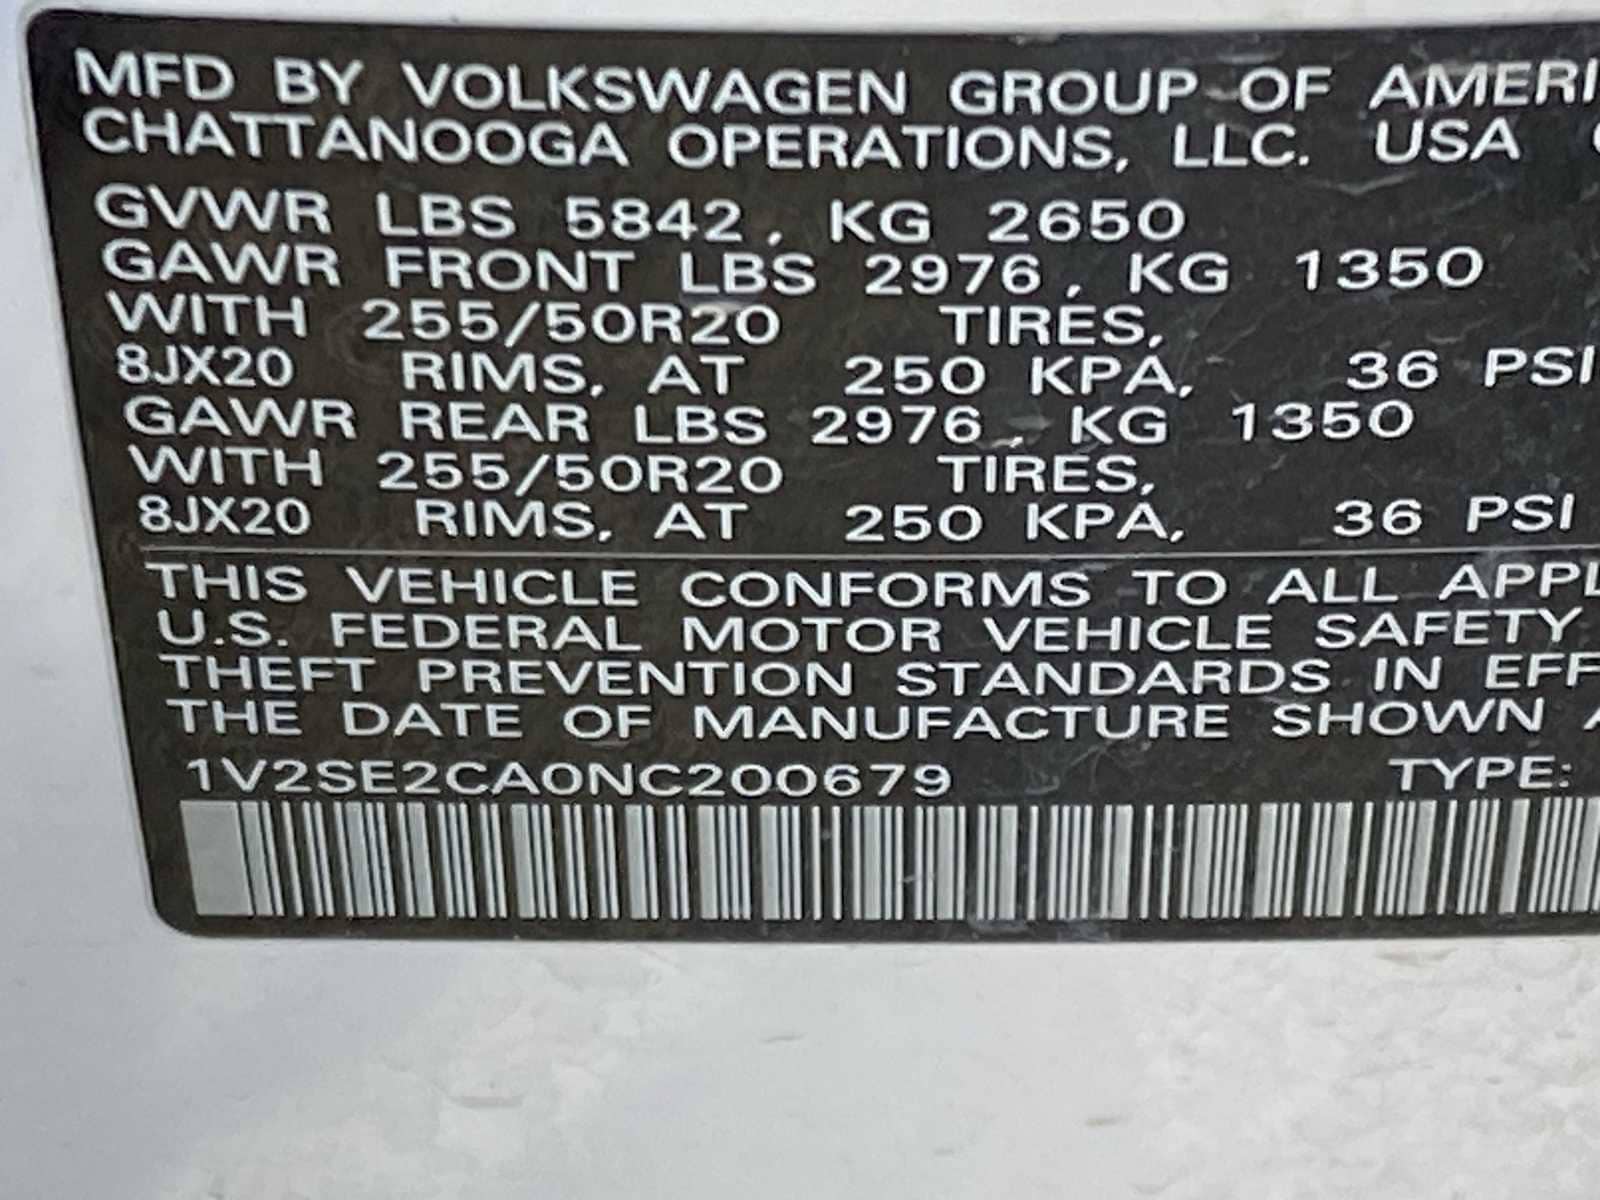 MFD BY VOLKSWAGEN GROUP OF AMERI
CHATTANOOGA OPERATIONS, LLC. USA
GVWR LBS 5842, KG 2650
GAWR FRONT LBS 2976, KG 1350
WITH 255/50R20 TIRES,
8JX20 RIMS, AT 250 KPA, 36 PSI
GAWR REAR LBS 2976, KG 1350
WITH 255/50R20 TIRES,
8JX20 RIMS, AT 250 KPA, 36 PSI
THIS VEHICLE CONFORMS TO ALL APPL
U.S. FEDERAL MOTOR VEHICLE SAFETY
THEFT PREVENTION STANDARDS IN EFF
THE DATE OF MANUFACTURE SHOWN
1V2SE2CA0NC200679 TYPE: